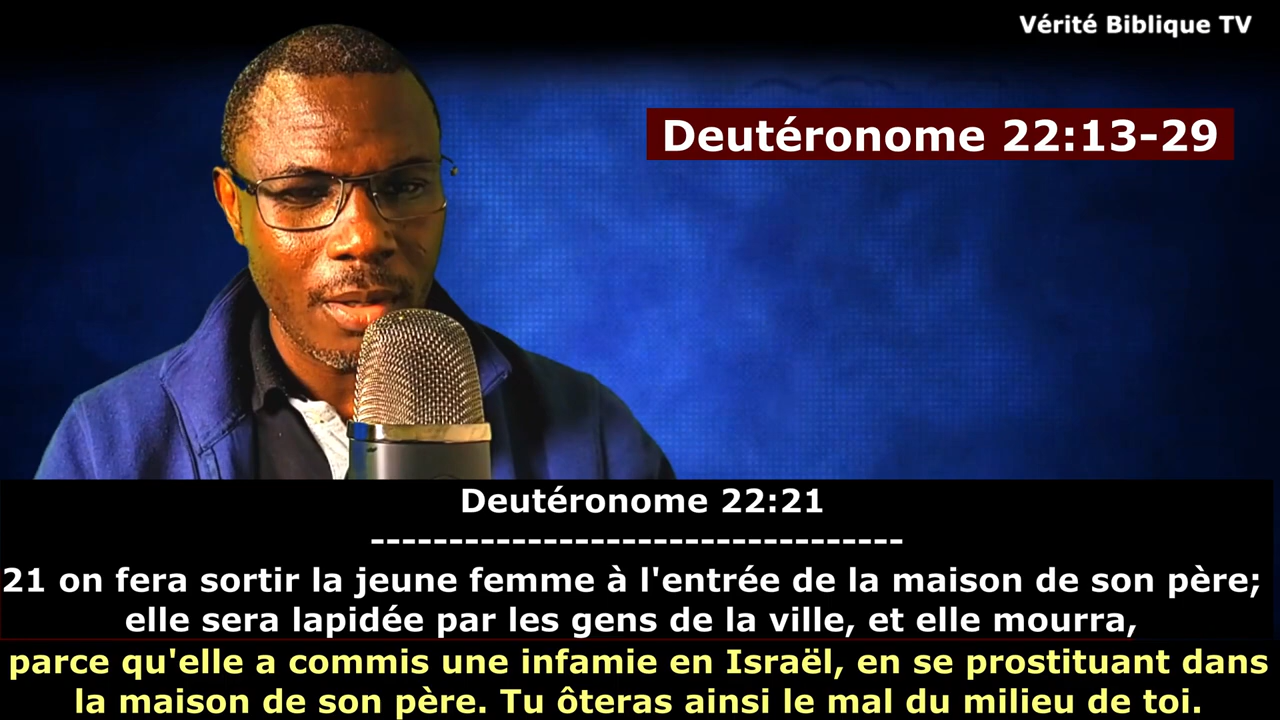 Vérité Biblique TV
Deutéronome 22:13-29
Deutéronome 22:21
----------------------------------
21 on fera sortir la jeune femme à l'entrée de la maison de son père;
elle sera lapidée par les gens de la ville, et elle mourra,
parce qu'elle a commis une infamie en Israël, en se prostituant dans
la maison de son père. Tu ôteras ainsi le mal du milieu de toi.